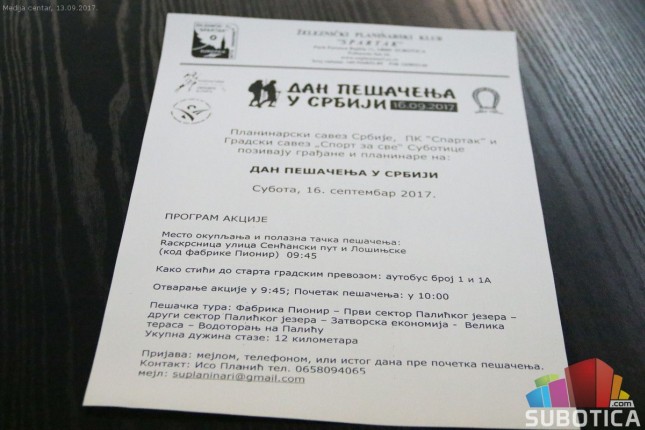 Medija centar, 13.09.2017.
ŽELEZNIČKI PLANINARSKI KLUB
"SPARTAK"
ДАН ПЕШАЧЕЊА
У СРБИЈИ 16.09.2017
Планинарски савез Србије, ПК "Спартак" и
Градски савез „Спорт за све" Суботице
позивају грађане и планинаре на:
ДАН ПЕШАЧЕЊА У СРБИЈИ
Субота, 16. септембар 2017.
ПРОГРАМ АКЦИЈЕ
Место окупљања и полазна тачка пешачења:
Раскрсница улица Сенћански пут и Лошињске
(код фабрике Пионир) 09:45
Како стићи до старта градским превозом: аутобус број 1 и 1А
Отварање акције у 9:45; Почетак пешачења: у 10:00
Пешачка тура: Фабрика Пионир – Први сектор Палићког језера –
други сектор Палићког језера – Затворска економија - Велика
тераса – Водоторањ на Палићу
Укупна дужина стазе: 12 километара
Пријава: мејлом, телефоном, или истог дана пре почетка пешачења.
Контакт: Исо Планић тел. 0658094065
мејл: suplaninari@gmail.com
SUBOTICA.com